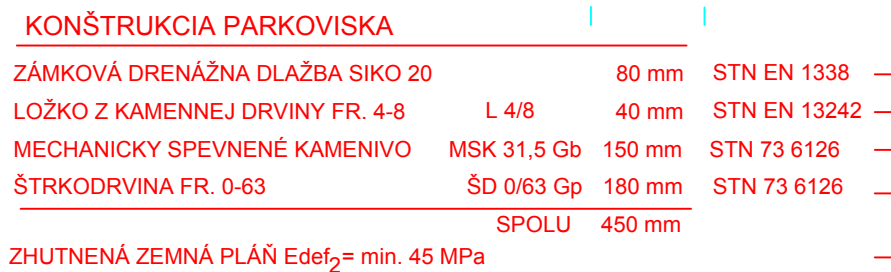 KONŠTRUKCIA PARKOVISKA
ZÁMKOVÁ DRENÁŽNA DLAŽBA SIKO 20 80 mm STN EN 1338
LOŽKO Z KAMENNEJ DRVINY FR. 4-8 L 4/8 40 mm STN EN 13242
MECHANICKY SPEVNENÉ KAMENIVO MSK 31,5 Gb 150 mm STN 73 6126
ŠTRKODRVINA FR. 0-63 ŠD 0/63 Gp 180 mm STN 73 6126
SPOLU 450 mm
ZHUTNENÁ ZEMNÁ PLÁŇ Edef2= min. 45 MPa